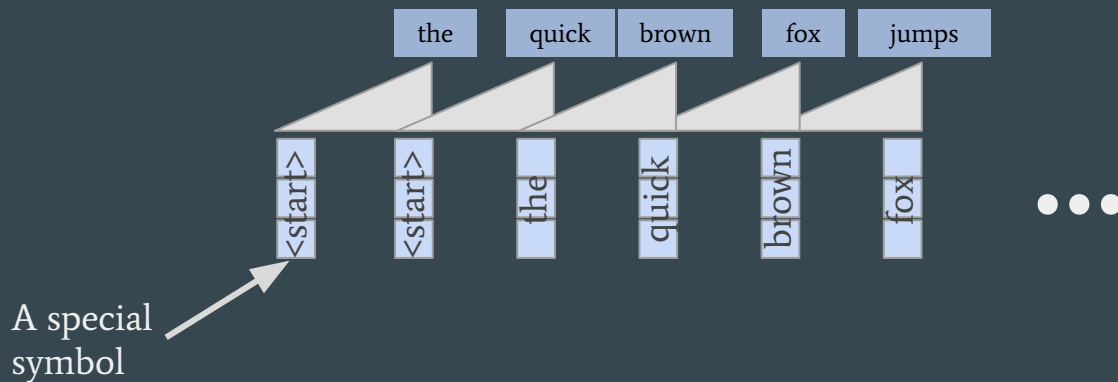 the quick brown fox jumps
<start> <start> the quick brown fox
...
A special
symbol